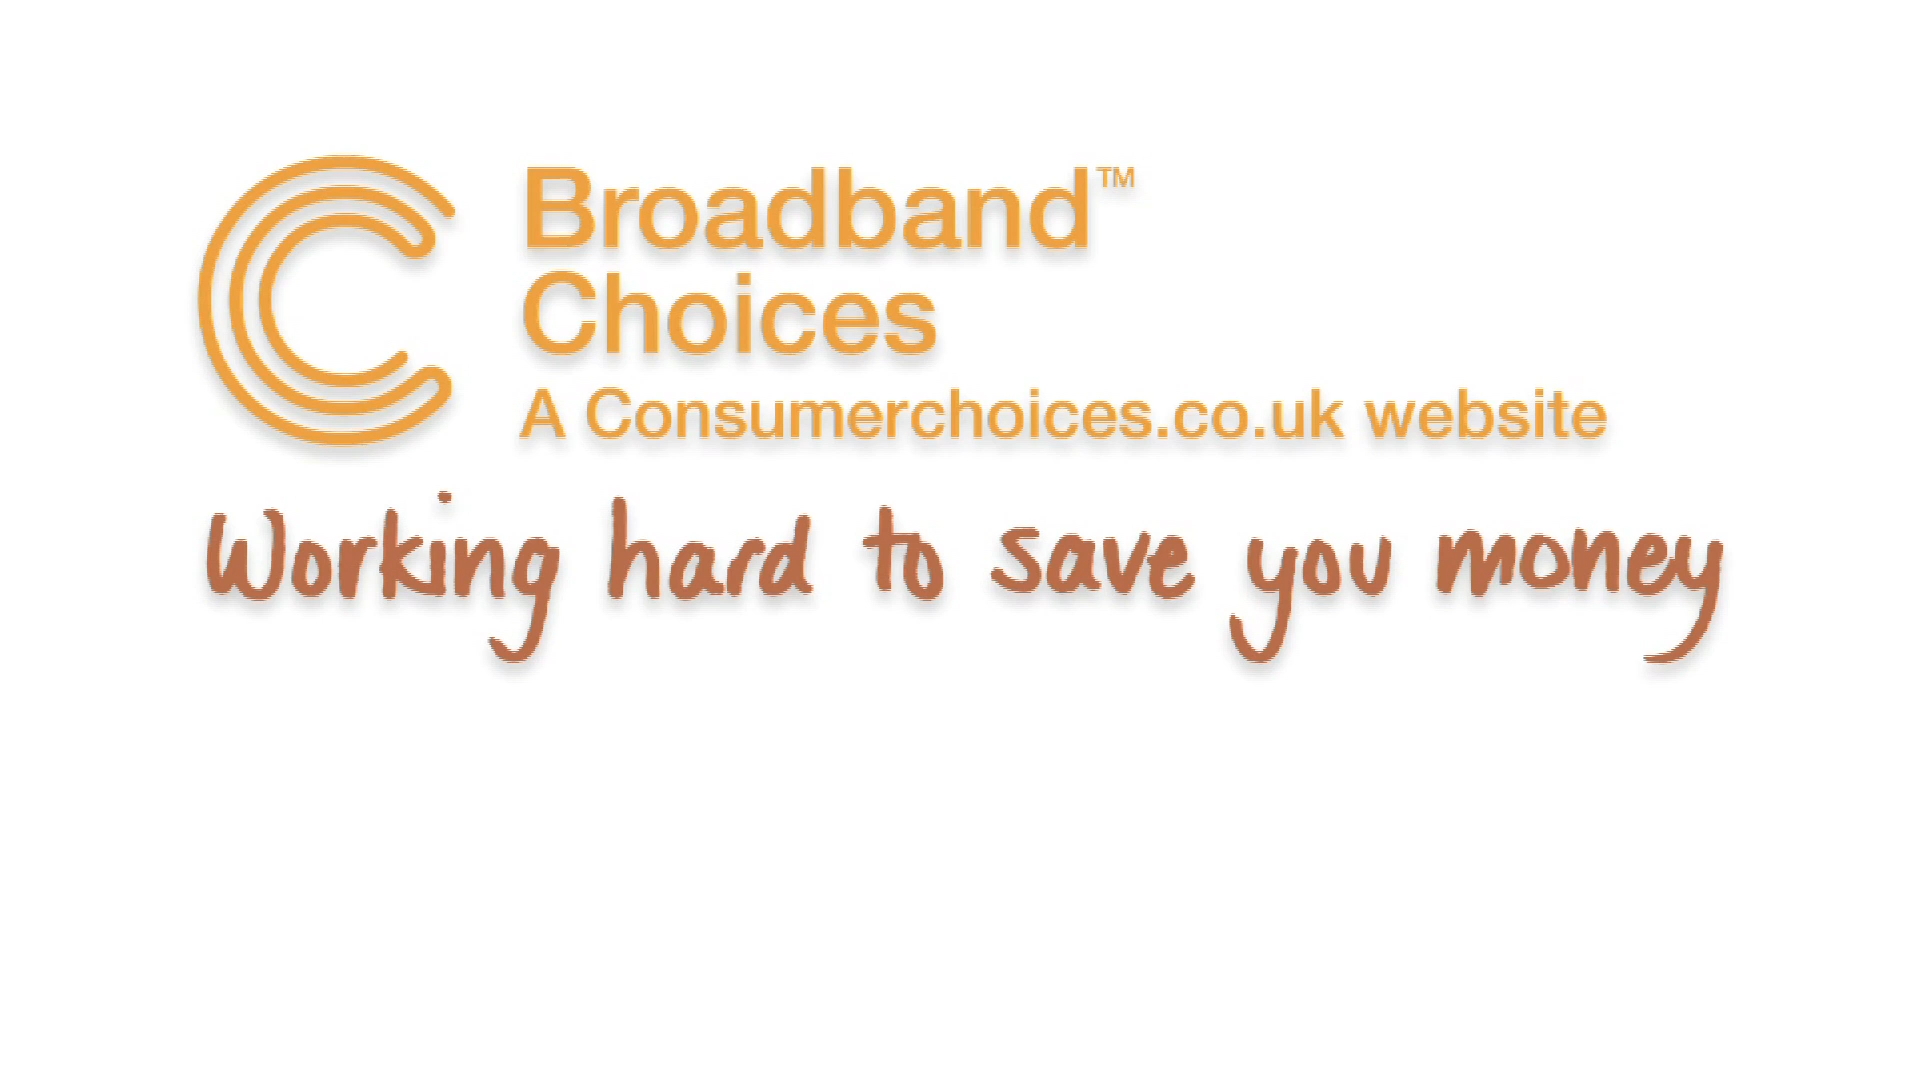 Broadband™
Choices
A Consumerchoices.co.uk website
Working hard to save you money